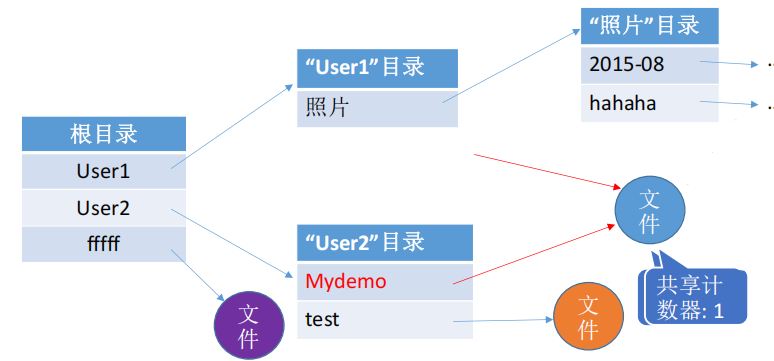 根目录
User1
User2
fffff
“User1”目录
照片
“照片”目录
2015-08
hahaha
“User2”目录
Mydemo
test
文
件
文
件
文
件
共享计
数器: 1